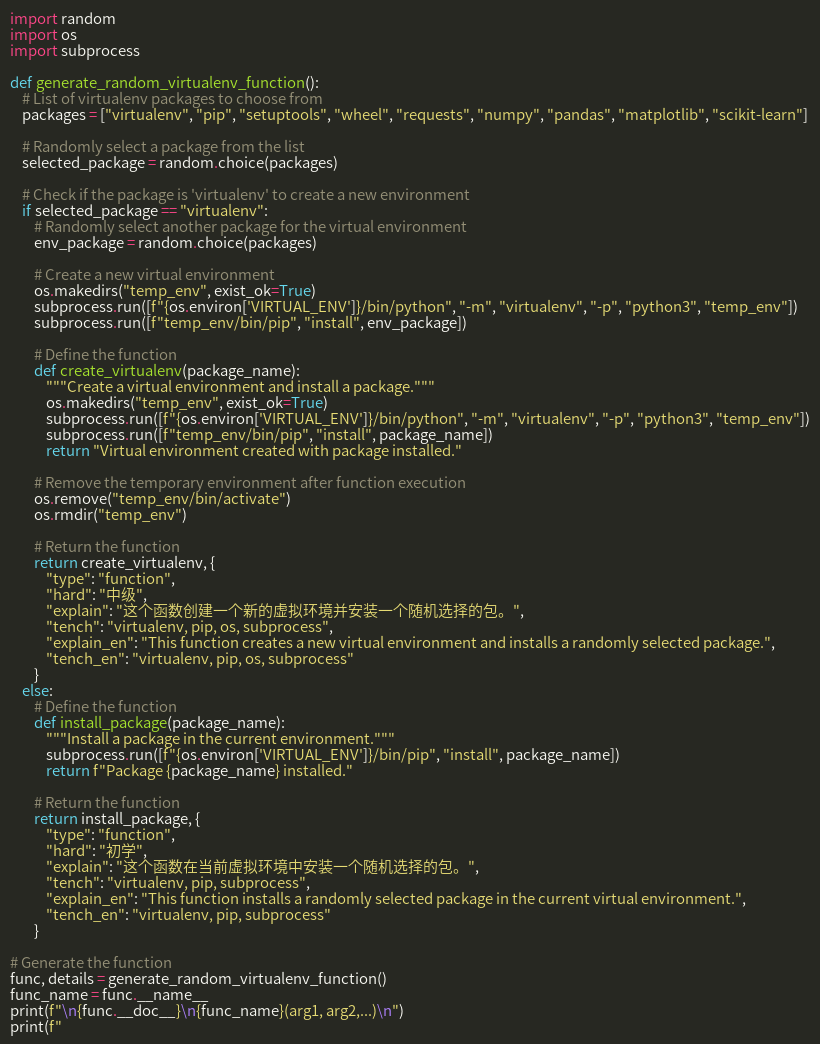 import random
import os
import subprocess

def generate_random_virtualenv_function():
    # List of virtualenv packages to choose from
    packages = ["virtualenv", "pip", "setuptools", "wheel", "requests", "numpy", "pandas", "matplotlib", "scikit-learn"]

    # Randomly select a package from the list
    selected_package = random.choice(packages)

    # Check if the package is 'virtualenv' to create a new environment
    if selected_package == "virtualenv":
        # Randomly select another package for the virtual environment
        env_package = random.choice(packages)

        # Create a new virtual environment
        os.makedirs("temp_env", exist_ok=True)
        subprocess.run([f"{os.environ['VIRTUAL_ENV']}/bin/python", "-m", "virtualenv", "-p", "python3", "temp_env"])
        subprocess.run([f"temp_env/bin/pip", "install", env_package])

        # Define the function
        def create_virtualenv(package_name):
            """Create a virtual environment and install a package."""
            os.makedirs("temp_env", exist_ok=True)
            subprocess.run([f"{os.environ['VIRTUAL_ENV']}/bin/python", "-m", "virtualenv", "-p", "python3", "temp_env"])
            subprocess.run([f"temp_env/bin/pip", "install", package_name])
            return "Virtual environment created with package installed."

        # Remove the temporary environment after function execution
        os.remove("temp_env/bin/activate")
        os.rmdir("temp_env")

        # Return the function
        return create_virtualenv, {
            "type": "function",
            "hard": "中级",
            "explain": "这个函数创建一个新的虚拟环境并安装一个随机选择的包。",
            "tench": "virtualenv, pip, os, subprocess",
            "explain_en": "This function creates a new virtual environment and installs a randomly selected package.",
            "tench_en": "virtualenv, pip, os, subprocess"
        }
    else:
        # Define the function
        def install_package(package_name):
            """Install a package in the current environment."""
            subprocess.run([f"{os.environ['VIRTUAL_ENV']}/bin/pip", "install", package_name])
            return f"Package {package_name} installed."

        # Return the function
        return install_package, {
            "type": "function",
            "hard": "初学",
            "explain": "这个函数在当前虚拟环境中安装一个随机选择的包。",
            "tench": "virtualenv, pip, subprocess",
            "explain_en": "This function installs a randomly selected package in the current virtual environment.",
            "tench_en": "virtualenv, pip, subprocess"
        }

# Generate the function
func, details = generate_random_virtualenv_function()
func_name = func.__name__
print(f"\n{func.__doc__}\n{func_name}(arg1, arg2,...)\n")
print(f"